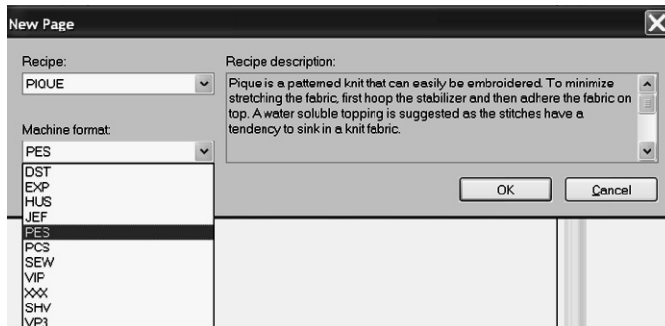 New Page
Recipe:
PIQUE
Recipe description:
Pique is a patterned knit that can easily be embroidered. To minimize
stretching the fabric, first hoop the stabilizer and then adhere the fabric on
top. A water soluble topping is suggested as the stitches have a
tendency to sink in a knit fabric.
Machine format:
PES
DST
EXP
HUS
JEF
PES
PCS
SEW
VIP
XXX
SHV
VP3
OK
Cancel